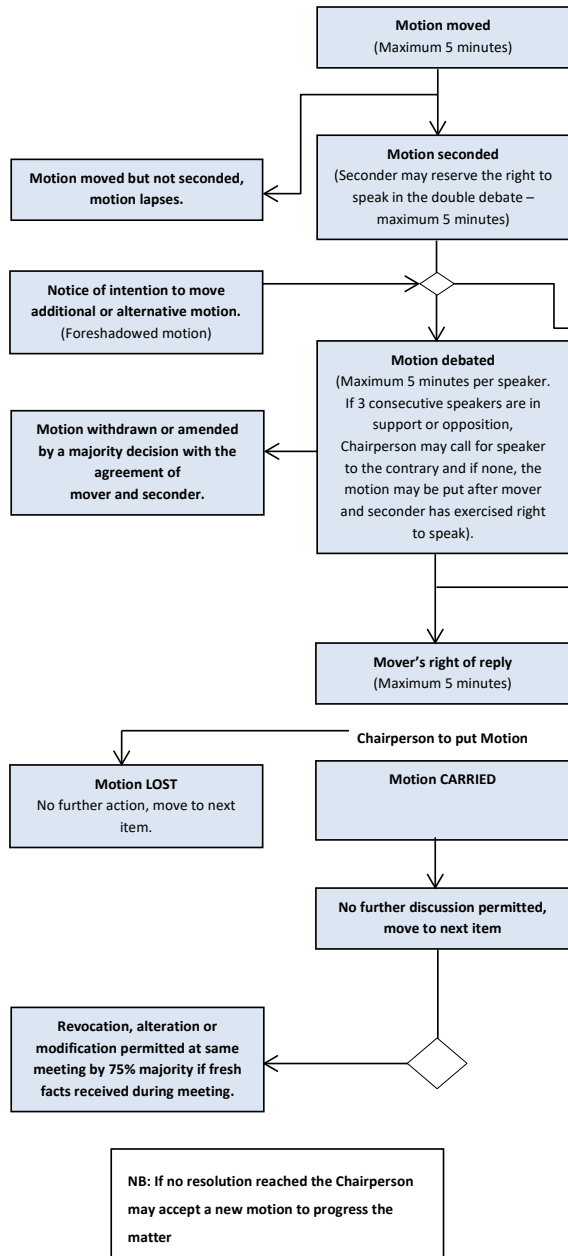 Motion moved
(Maximum 5 minutes)
Motion seconded
(Seconder may reserve the right to
speak in the double debate –
maximum 5 minutes)
Motion moved but not seconded,
motion lapses.
Notice of intention to move
additional or alternative motion.
(Foreshadowed motion)
Motion debated
(Maximum 5 minutes per speaker.
If 3 consecutive speakers are in
support or opposition,
Chairperson may call for speaker
to the contrary and if none, the
motion may be put after mover
and seconder has exercised right
to speak).
Motion withdrawn or amended
by a majority decision with the
agreement of
mover and seconder.
Mover’s right of reply
(Maximum 5 minutes)
Chairperson to put Motion
Motion LOST
No further action, move to next
item.
Motion CARRIED
No further discussion permitted,
move to next item
Revocation, alteration or
modification permitted at same
meeting by 75% majority if fresh
facts received during meeting.
NB: If no resolution reached the Chairperson
may accept a new motion to progress the
matter